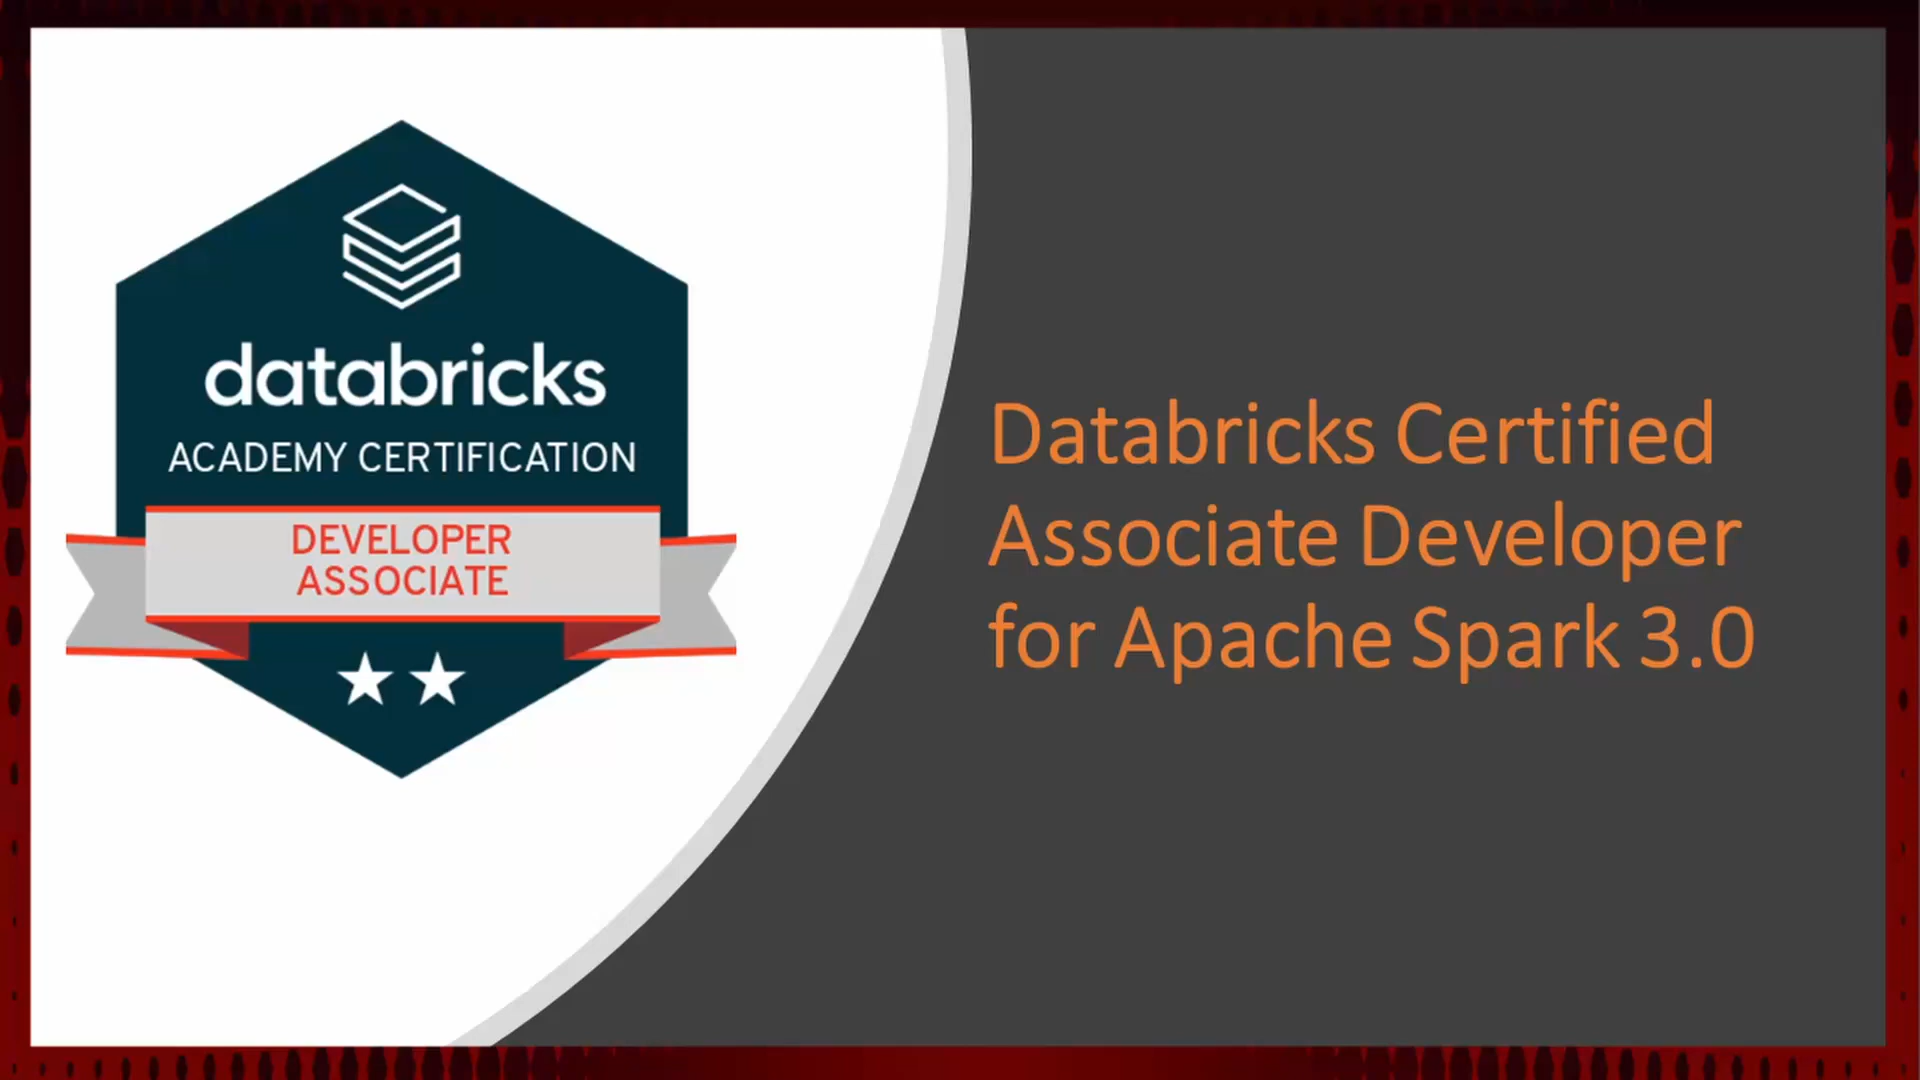 databricks
ACADEMY CERTIFICATION
DEVELOPER
ASSOCIATE
Databricks Certified
Associate Developer
for Apache Spark 3.0